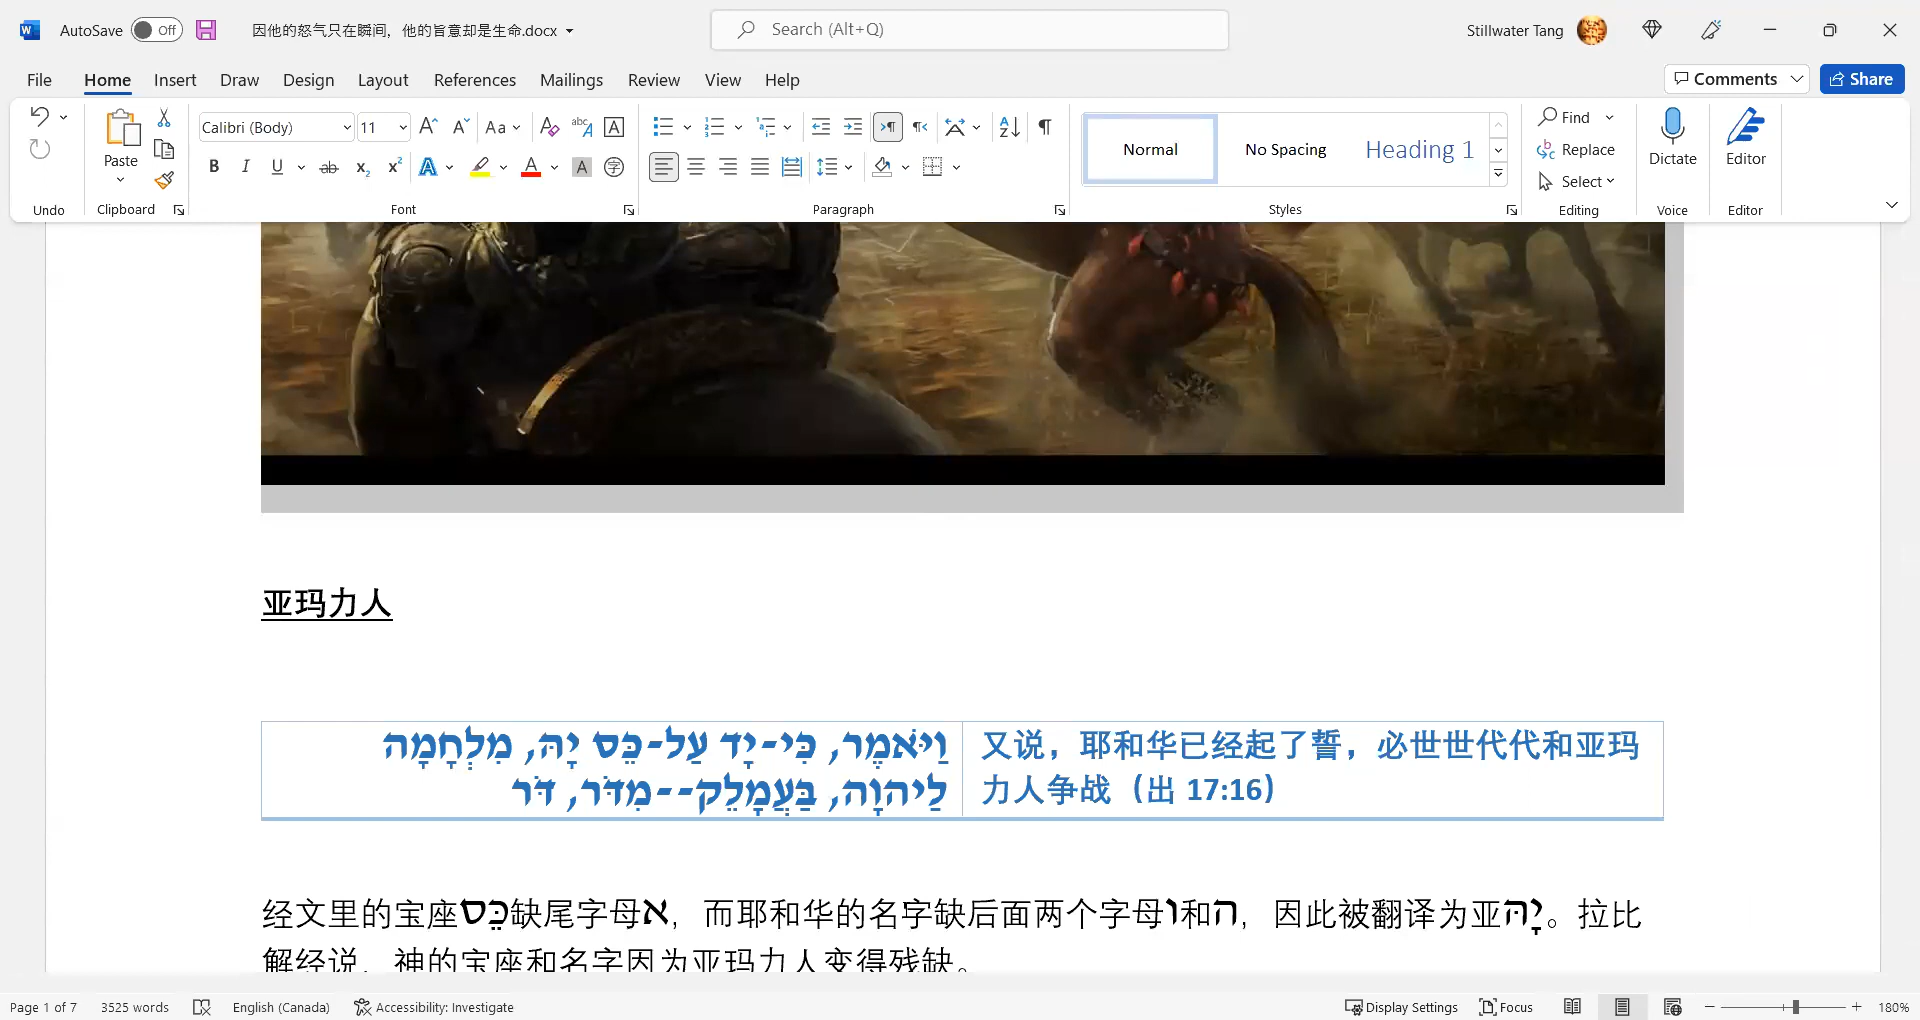 AutoSave Off 因他的怒气只在瞬间，他的旨意却是生命.docx Search (Alt+Q) Stillwater Tang
File Home Insert Draw Design Layout References Mailings Review View Help Comments Share
Calibri (Body) 11 Aa
Paste
Normal No Spacing Heading 1
Find
Replace
Select
Dictate Editor
Undo Clipboard Font Paragraph Styles Editing Voice Editor
亚玛力人
וַיֹּאמֶר, כִּי-יָד עַל-כֵּס יָהּ, מִלְחָמָה
לַיהוָה, בַּעֲמָלֵק--מִדֹּר, דֹּר
又说，耶和华已经起了誓，必世世代代和亚玛
力人争战（出 17:16）
经文里的宝座כֵּס缺尾字母א，而耶和华的名字缺后面两个字母ו和ה，因此被翻译为亚יָהּ。拉比
解经说，神的宝座和名字因为亚玛力人变得残缺。
Page 1 of 7 3525 words English (Canada) Accessibility: Investigate Display Settings Focus 180%